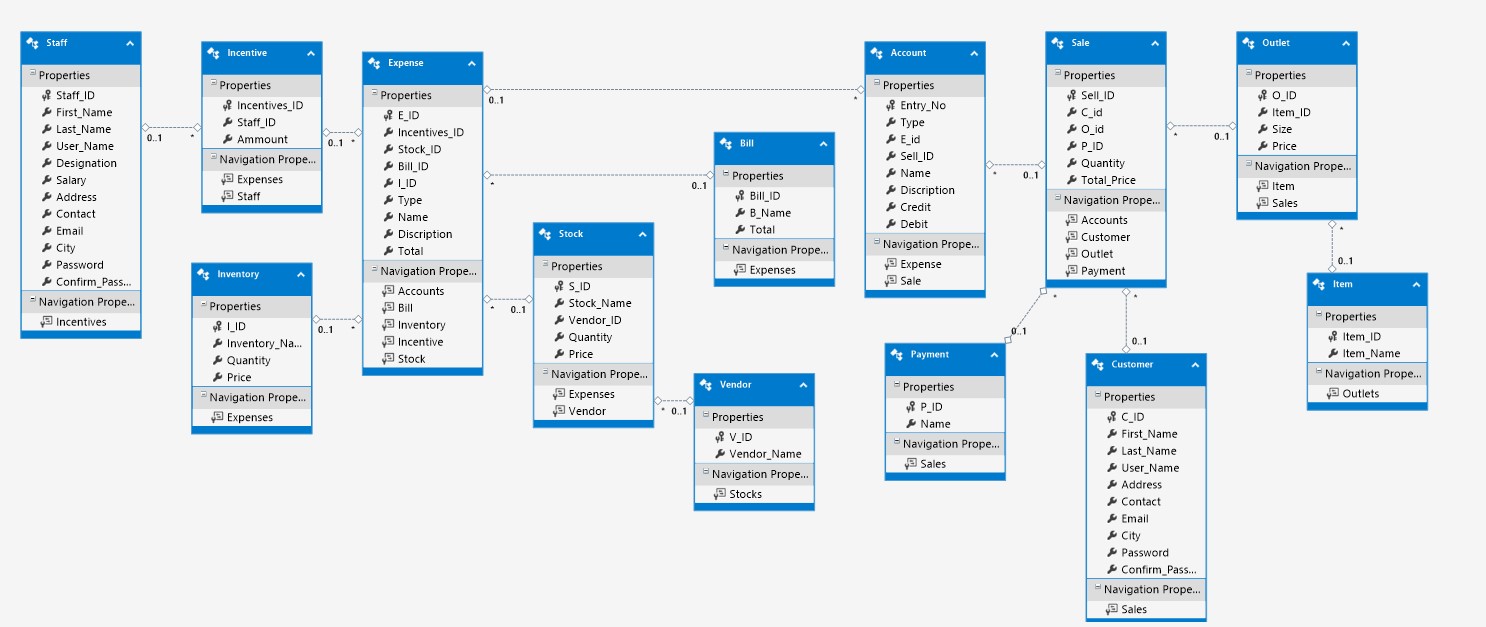 Staff
Properties
Staff_ID
First_Name
Last_Name
User_Name
Designation
Salary
Address
Contact
Email
City
Password
Confirm_Pass...
Navigation Prope...
Incentives
0..1
*
Incentive
Properties
Incentives_ID
Staff_ID
Ammount
Navigation Prope...
Expenses
Staff
0..1
*
Inventory
Properties
I_ID
Inventory_Na...
Quantity
Price
Navigation Prope...
Expenses
0..1
*
Expense
Properties
E_ID
Incentives_ID
Stock_ID
Bill_ID
I_ID
Type
Name
Discription
Total
Navigation Prope...
Accounts
Bill
Inventory
Incentive
Stock
0..1
*
*
0..1
*
0..1
Stock
Properties
S_ID
Stock_Name
Vendor_ID
Quantity
Price
Navigation Prope...
Expenses
Vendor
*
0..1
Bill
Properties
Bill_ID
B_Name
Total
Navigation Prope...
Expenses
Vendor
Properties
V_ID
Vendor_Name
Navigation Prope...
Stocks
Account
Properties
Entry_No
Type
E_id
Sell_ID
Name
Discription
Credit
Debit
Navigation Prope...
Expense
Sale
*
0..1
Sale
Properties
Sell_ID
C_id
O_id
P_ID
Quantity
Total_Price
Navigation Prope...
Accounts
Customer
Outlet
Payment
*
0..1
*
0..1
*
0..1
Payment
Properties
P_ID
Name
Navigation Prope...
Sales
Customer
Properties
C_ID
First_Name
Last_Name
User_Name
Address
Contact
Email
City
Password
Confirm_Pass...
Navigation Prope...
Sales
Outlet
Properties
O_ID
Item_ID
Size
Price
Navigation Prope...
Item
Sales
*
0..1
Item
Properties
Item_ID
Item_Name
Navigation Prope...
Outlets